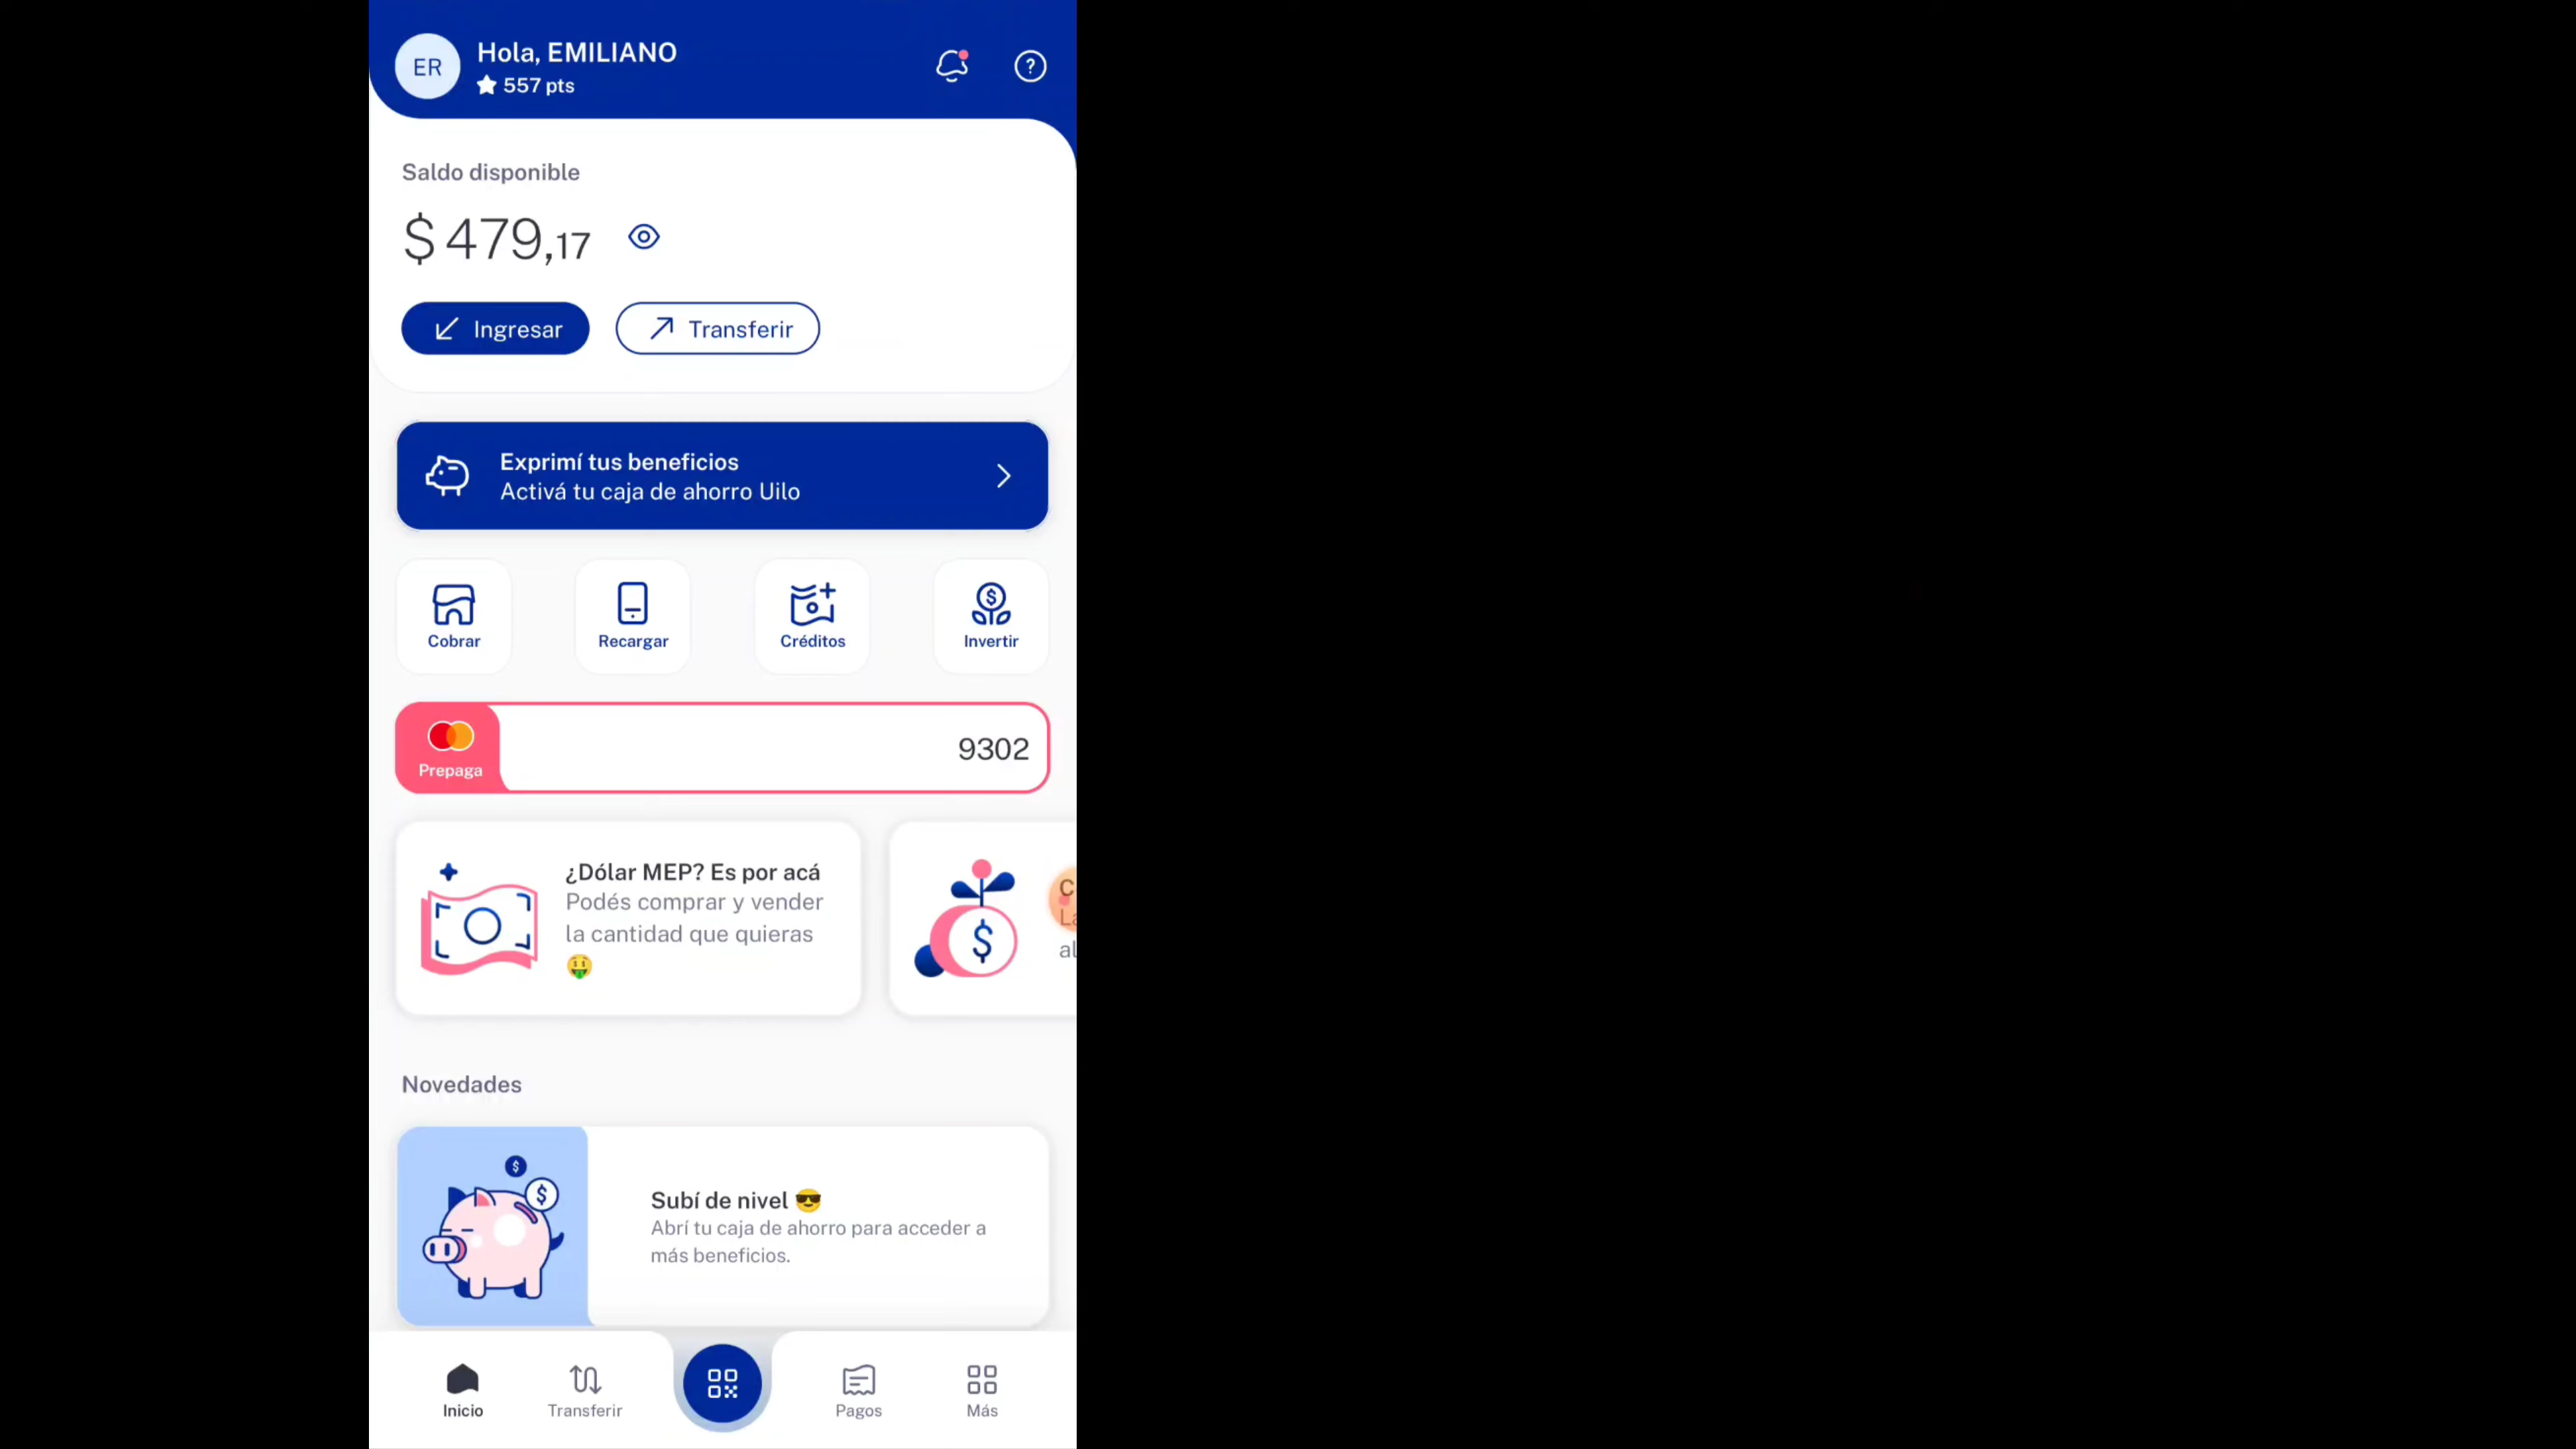 ER
Hola, EMILIANO
557 pts
Saldo disponible
$ 479,17
Ingresar
Transferir
Exprimí tus beneficios
Activá tu caja de ahorro Uilo
Cobrar
Recargar
Créditos
Invertir
Prepaga
9302
¿Dólar MEP? Es por acá
Podés comprar y vender
la cantidad que quieras
🤑
Novedades
Subí de nivel 😎
Abrí tu caja de ahorro para acceder a
más beneficios.
Inicio
Transferir
Pagos
Más